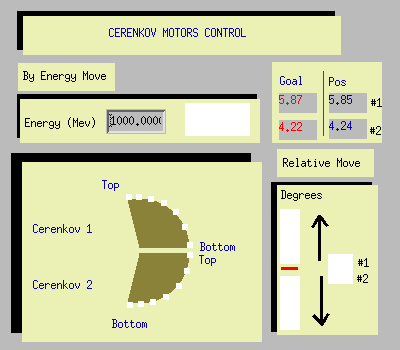 CERENKOV MOTORS CONTROL
By Energy Move
Goal Pos
5.87 5.85 #1
4.22 4.24 #2
Energy (Mev) 1000.000
Relative Move
Degrees
Top
Cerenkov 1
Bottom
Top
Cerenkov 2
Bottom
#1
#2